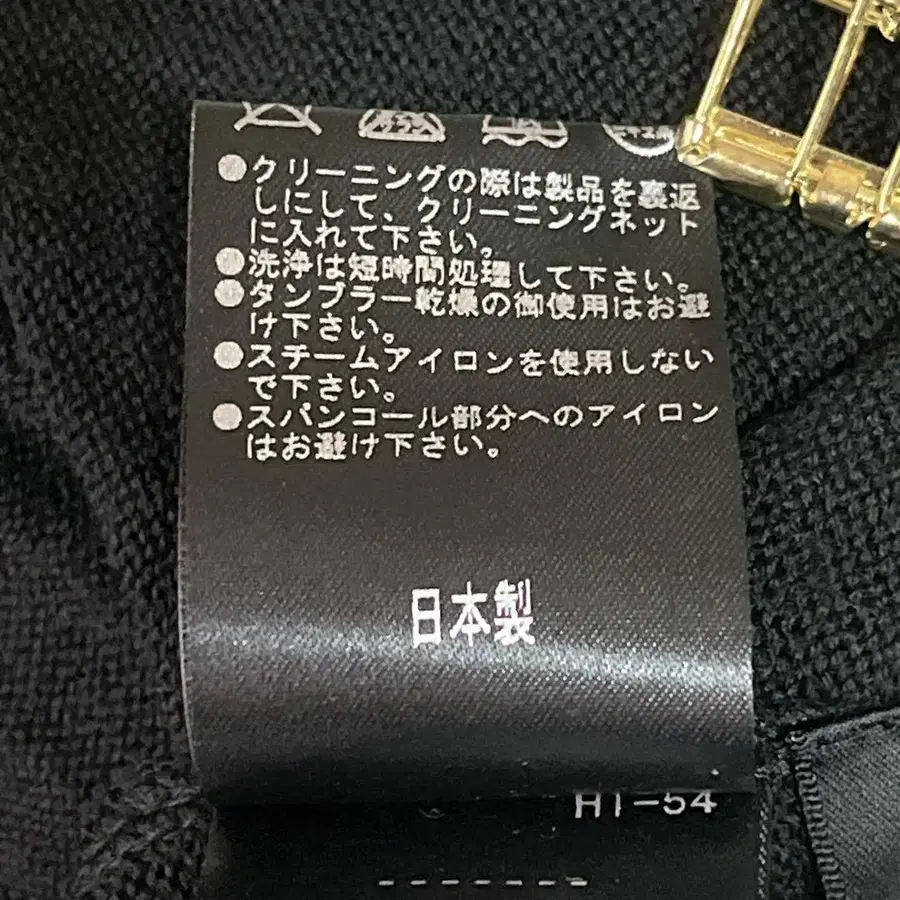 ●クリーニングの際は製品を裏返
しにして、クリーニングネット
に入れて下さい。
●洗浄は短時間処理して下さい。
●タンブラー乾燥の御使用はお避
け下さい。
●スチームアイロンを使用しない
で下さい。
●スパンコール部分へのアイロン
はお避け下さい。
日本製
HT-54
-------